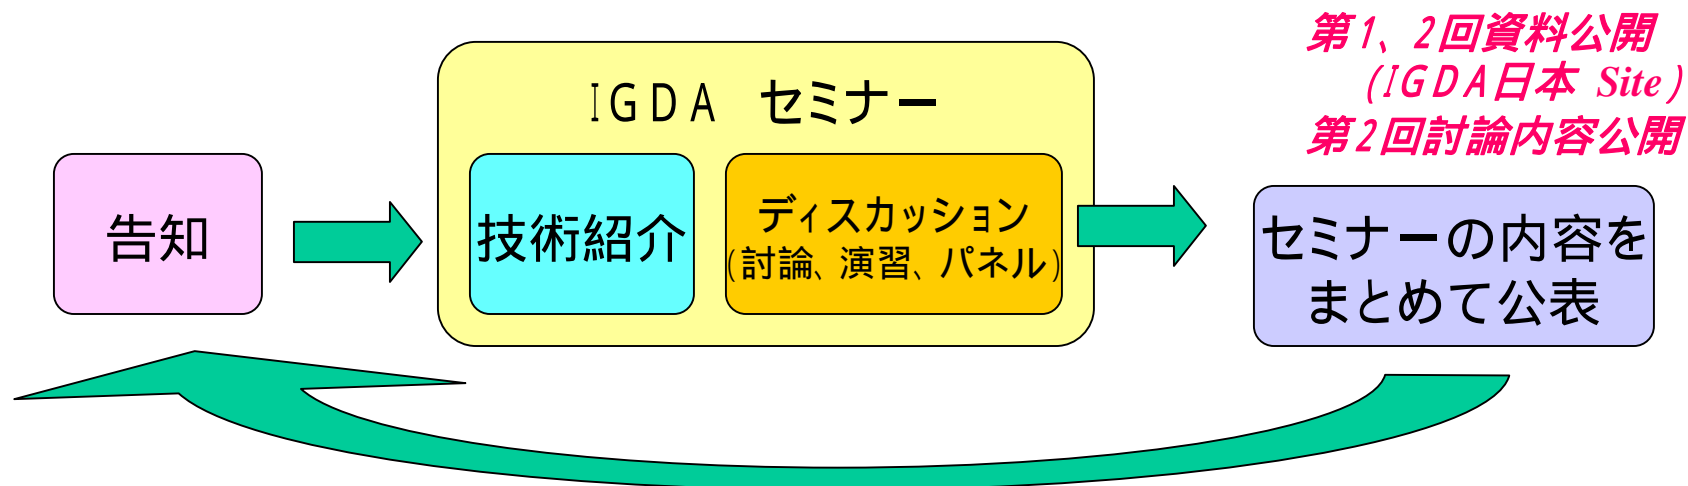 第1、2回資料公開
(IGDA日本 Site)
第2回討論内容公開
IGDA セミナー
告知
技術紹介
ディスカッション
(討論、演習、パネル)
セミナーの内容を
まとめて公表